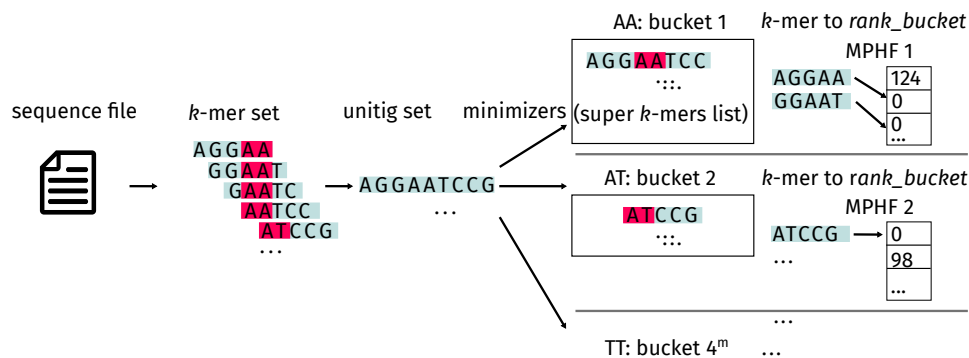 sequence file
k-mer set
AGGAA
GGAAT
GAATC
AATCC
ATCCG
...
unitig set
AGGAATCCG
...
minimizers
AA: bucket 1
AGGAATCC
(super k-mers list)
k-mer to rank_bucket
MPHF 1
AGGAA
GGAAT
124
0
0
...
AT: bucket 2
ATCCG
k-mer to rank_bucket
MPHF 2
ATCCG
...
0
98
...
...
TT: bucket 4ᵐ
...